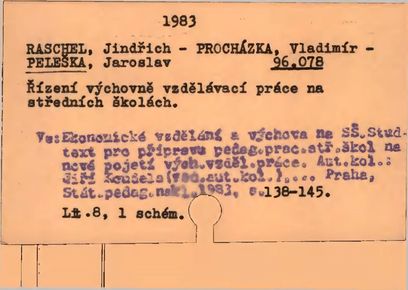 1983
RASCHEL, Jindřich - PROCHÁZKA, Vladimír -
PELEŠKA, Jaroslav 96.078
Řízení výchovně vzdělávací práce na
středních školách.
Ve: Ekonomické vzdělání a výchova na SŠ. Stud-
text pro přípravu pedag.prac.stř.škol na
nové pojetí vých.vzděl.práce. Aut.kol.:
Jiří Koudela(ved.aut.kol.),... Praha,
Stát.pedag.nakl.1983, s.138-145.
Lit.8, 1 schém.